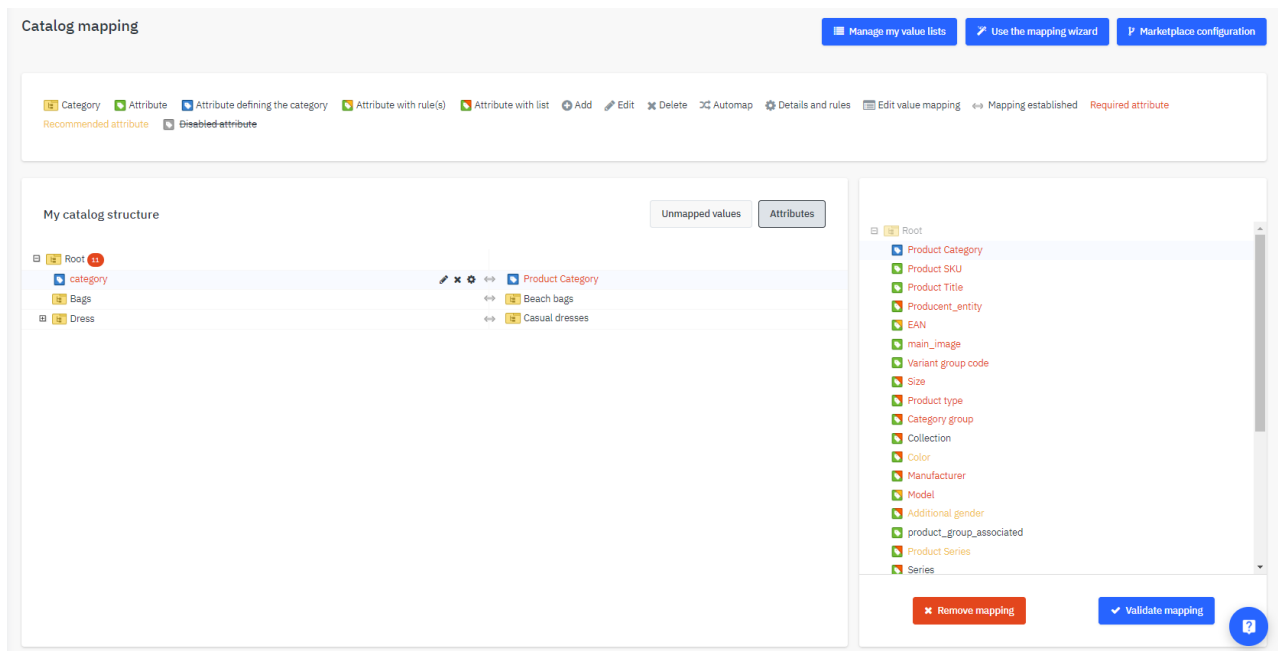 Catalog mapping
Manage my value lists
Use the mapping wizard
Marketplace configuration
Category Attribute Attribute defining the category Attribute with rule(s) Attribute with list Add Edit Delete Automap Details and rules Edit value mapping Mapping established Required attribute
Recommended attribute Disabled attribute
My catalog structure
Unmapped values
Attributes
Root 11
category Product Category
Bags Beach bags
Dress Casual dresses
Root
Product Category
Product SKU
Product Title
Producent_entity
EAN
main_image
Variant group code
Size
Product type
Category group
Collection
Color
Manufacturer
Model
Additional gender
product_group_associated
Product Series
Series
Remove mapping
Validate mapping